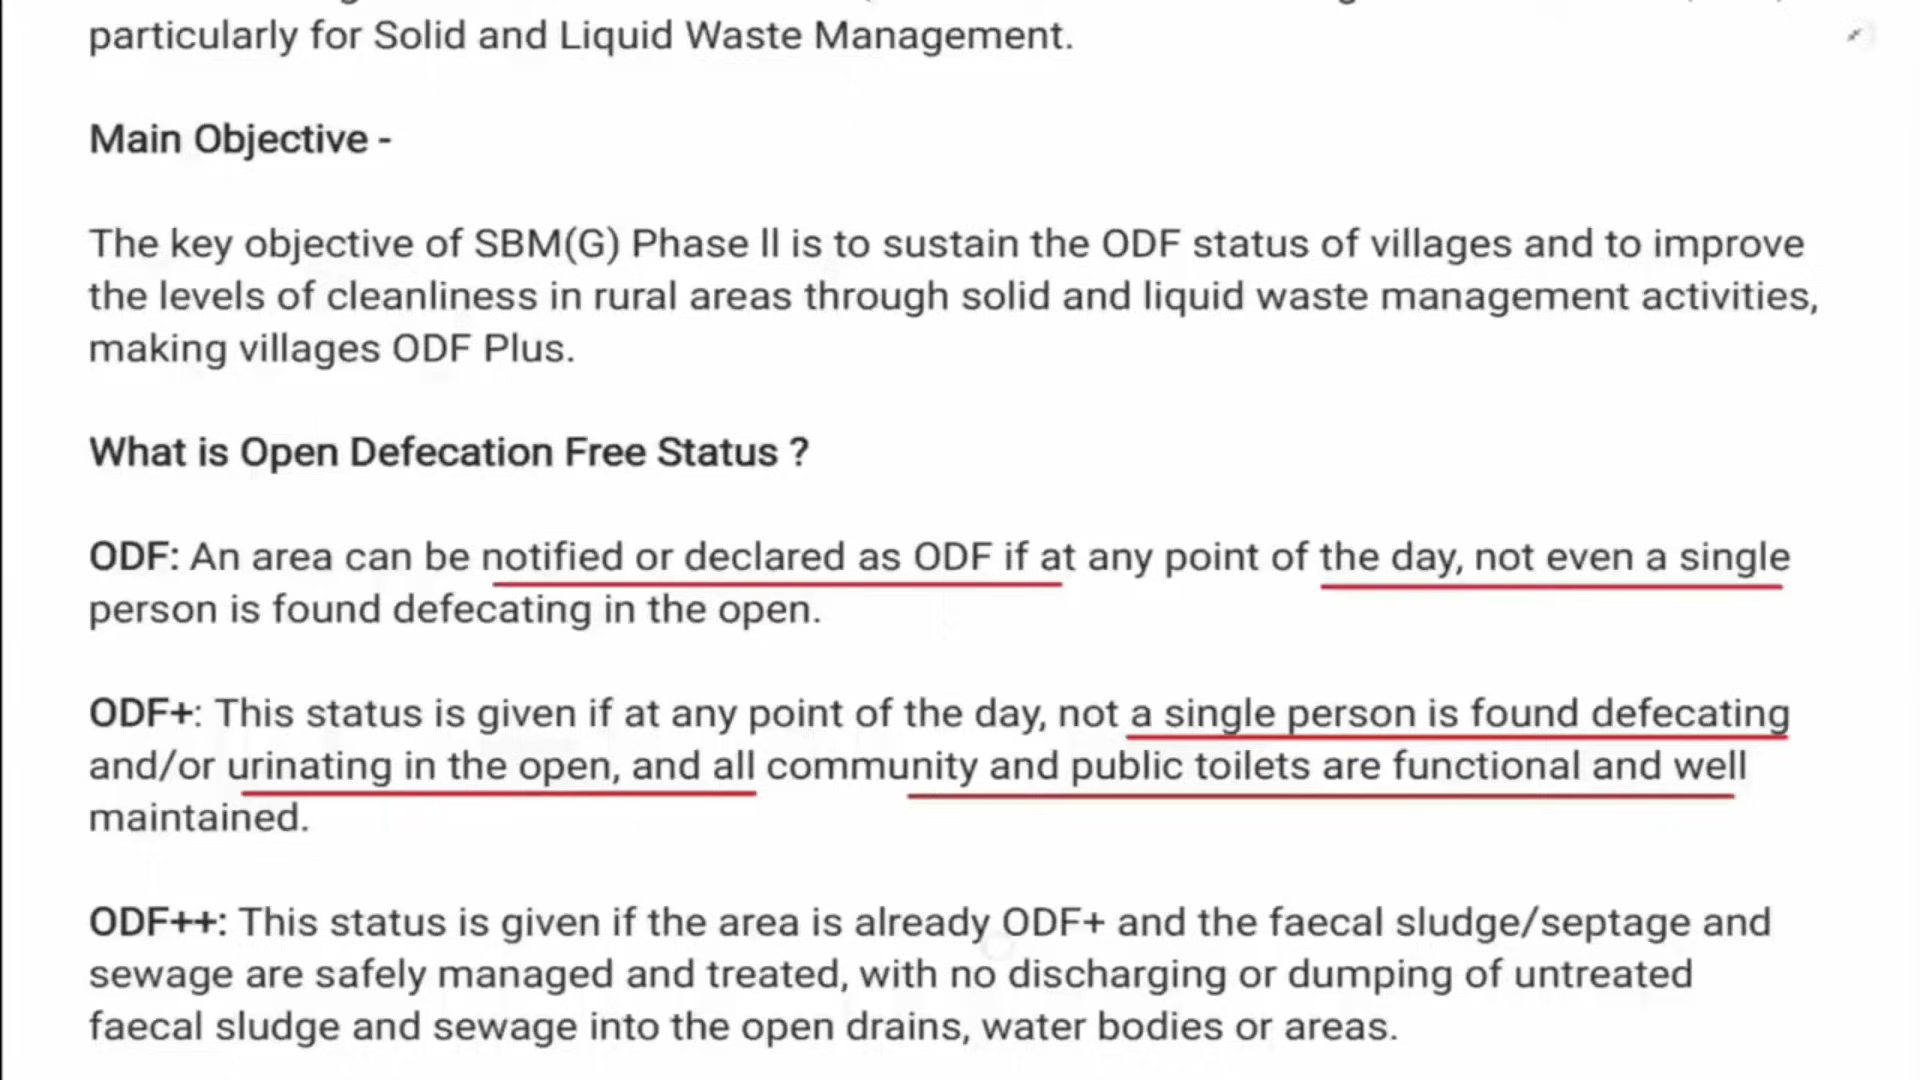 particularly for Solid and Liquid Waste Management.
Main Objective -
The key objective of SBM(G) Phase ll is to sustain the ODF status of villages and to improve
the levels of cleanliness in rural areas through solid and liquid waste management activities,
making villages ODF Plus.
What is Open Defecation Free Status ?
ODF: An area can be notified or declared as ODF if at any point of the day, not even a single
person is found defecating in the open.
ODF+: This status is given if at any point of the day, not a single person is found defecating
and/or urinating in the open, and all community and public toilets are functional and well
maintained.
ODF++: This status is given if the area is already ODF+ and the faecal sludge/septage and
sewage are safely managed and treated, with no discharging or dumping of untreated
faecal sludge and sewage into the open drains, water bodies or areas.